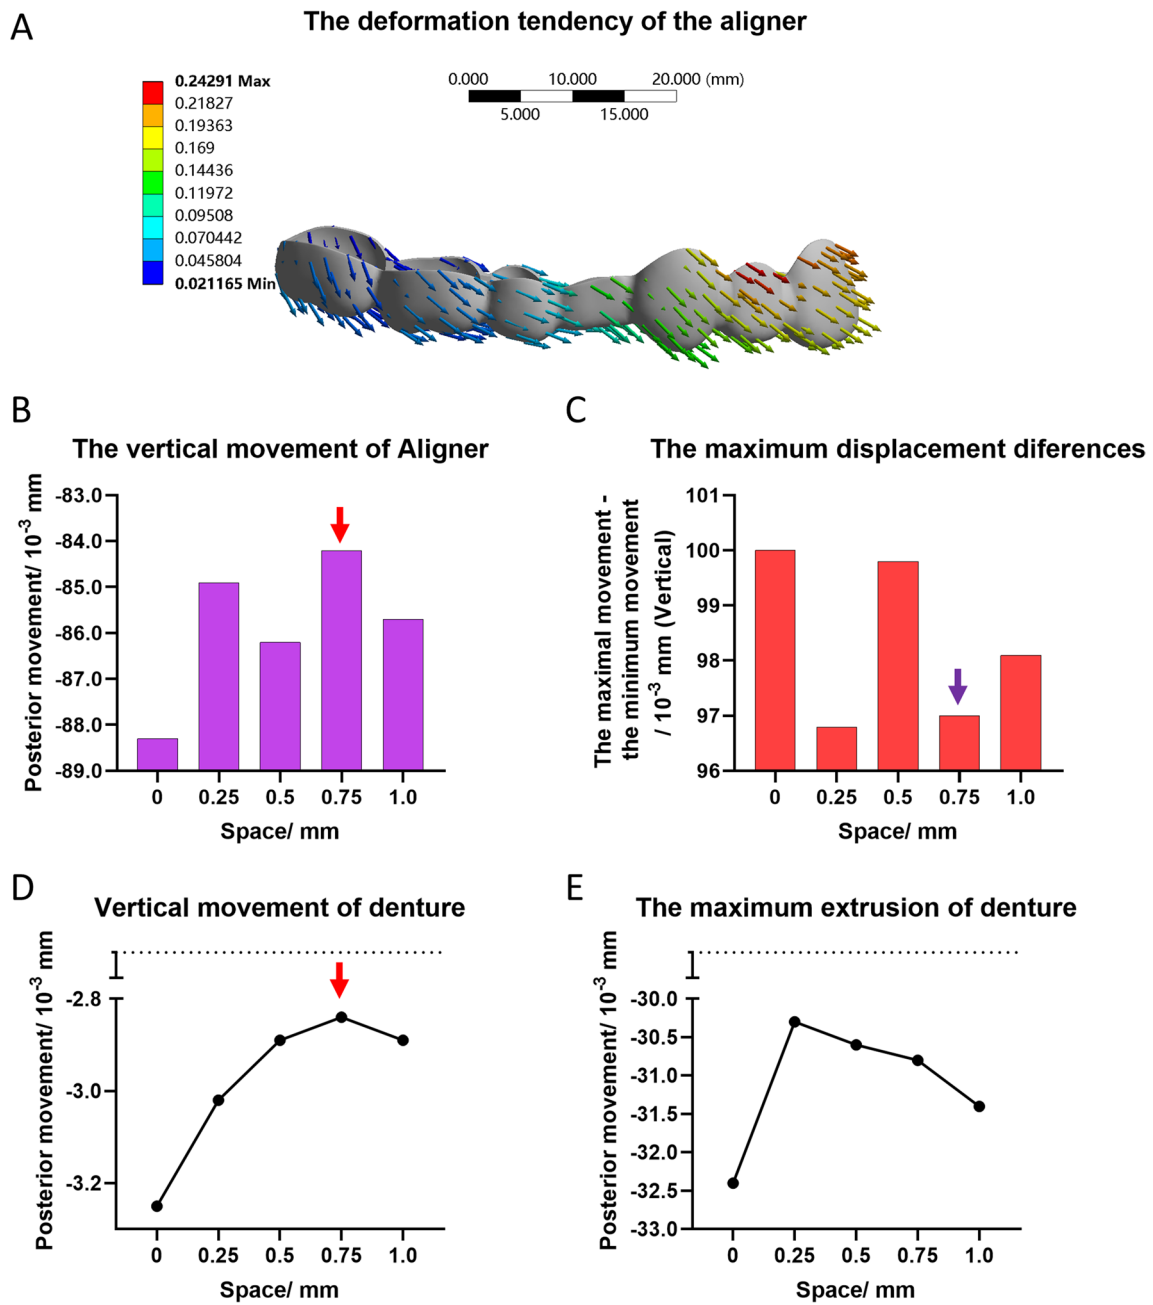 A
The deformation tendency of the aligner
0.24291 Max
0.21827
0.19363
0.169
0.14436
0.11972
0.09508
0.070442
0.045804
0.021165 Min
0.000 10.000 20.000 (mm)
5.000 15.000
B
The vertical movement of Aligner
Posterior movement/ 10⁻³ mm
-83.0
-84.0
-85.0
-86.0
-87.0
-88.0
-89.0
0 0.25 0.5 0.75 1.0
Space/ mm
C
The maximum displacement diferences
The maximal movement -
the minimum movement
/ 10⁻³ mm (Vertical)
101
100
99
98
97
96
0 0.25 0.5 0.75 1.0
Space/ mm
D
Vertical movement of denture
Posterior movement/ 10⁻³ mm
-2.8
-3.0
-3.2
0 0.25 0.5 0.75 1.0
Space/ mm
E
The maximum extrusion of denture
Posterior movement/ 10⁻³ mm
-30.0
-30.5
-31.0
-31.5
-32.0
-32.5
-33.0
0 0.25 0.5 0.75 1.0
Space/ mm